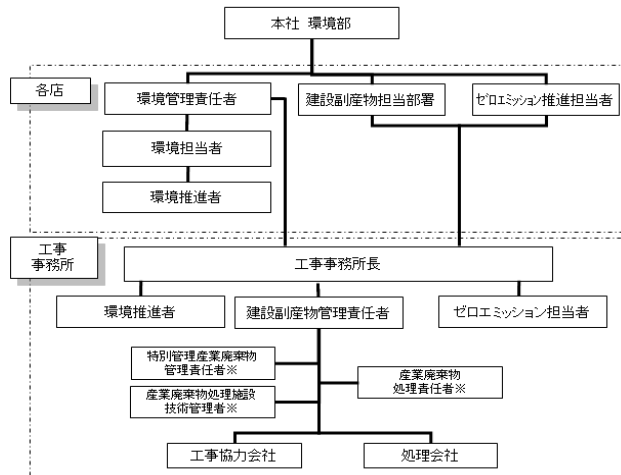 本社 環境部
各店
環境管理責任者
建設副産物担当部署
ゼロエミッション推進担当者
環境担当者
環境推進者
工事
事務所
工事事務所長
環境推進者
建設副産物管理責任者
ゼロエミッション担当者
特別管理産業廃棄物
管理責任者※
産業廃棄物
処理責任者※
産業廃棄物処理施設
技術管理者※
工事協力会社
処理会社